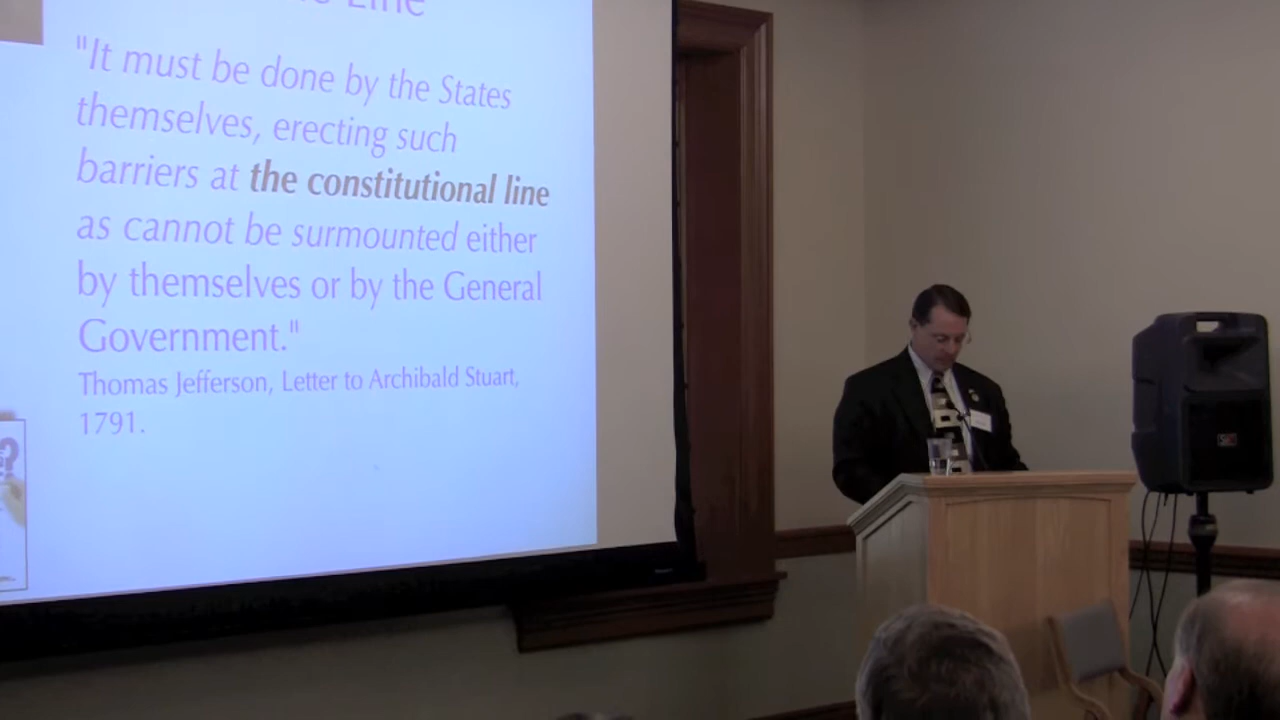 Line
"It must be done by the States
themselves, erecting such
barriers at the constitutional line
as cannot be surmounted either
by themselves or by the General
Government."
Thomas Jefferson, Letter to Archibald Stuart,
1791.
?